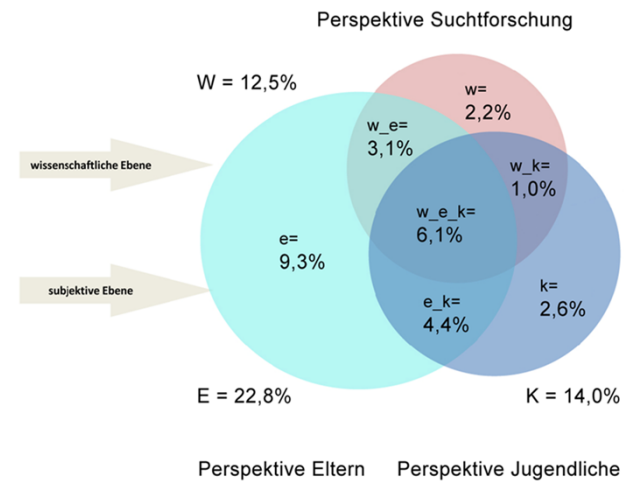 Perspektive Suchtforschung
W = 12,5%
w=
2,2%
w_e=
3,1%
wissenschaftliche Ebene
w_k=
1,0%
w_e_k=
6,1%
e=
9,3%
subjektive Ebene
k=
2,6%
e_k=
4,4%
E = 22,8%
K = 14,0%
Perspektive Eltern
Perspektive Jugendliche